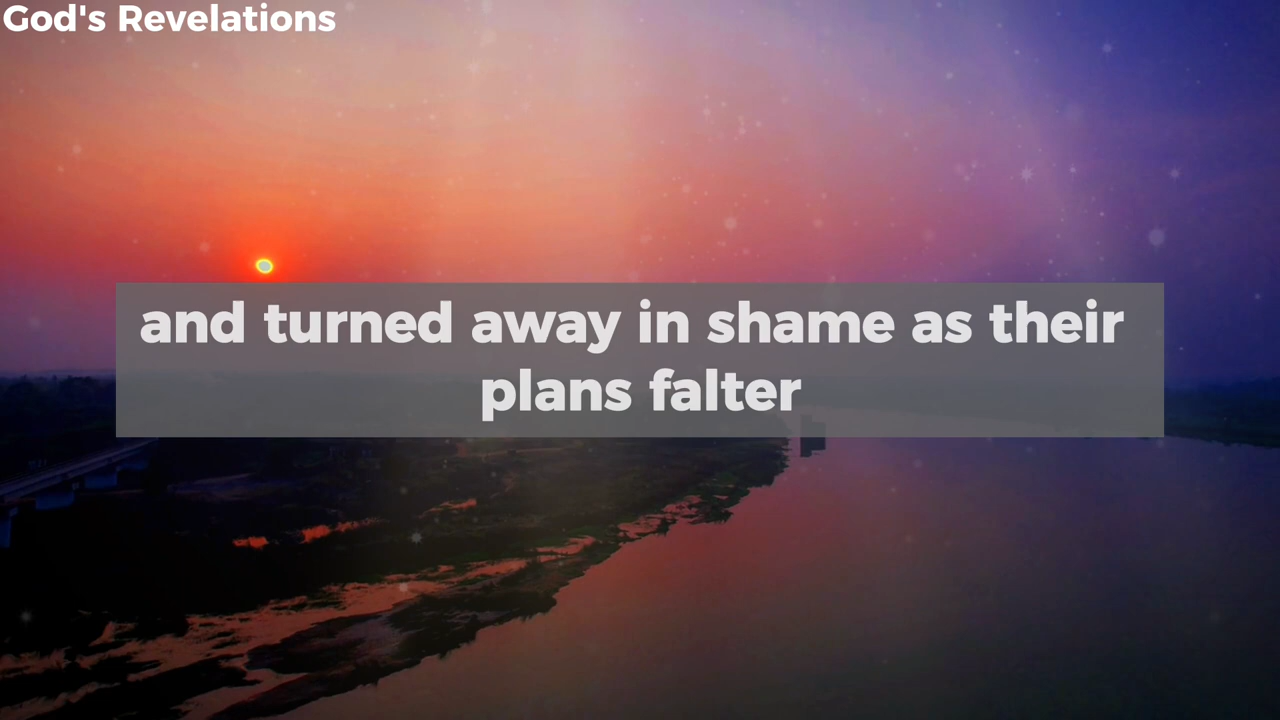 God's Revelations
and turned away in shame as their
plans falter